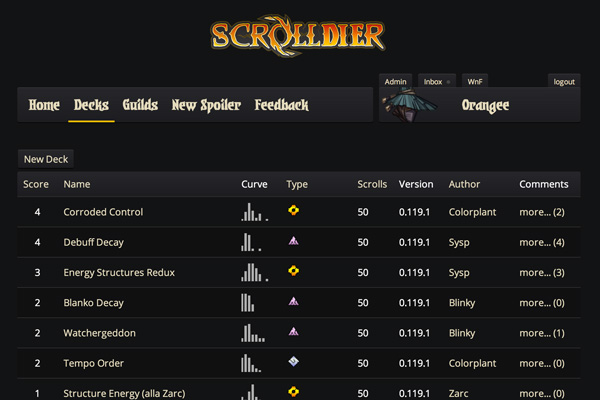 SCROLLDIER
Admin Inbox WnF logout
Home Decks Guilds New Spoiler Feedback Orangee
New Deck
Score Name Curve Type Scrolls Version Author Comments
4 Corroded Control 50 0.119.1 Colorplant more... (2)
4 Debuff Decay 50 0.119.1 Sysp more... (4)
3 Energy Structures Redux 50 0.119.1 Sysp more... (3)
2 Blanko Decay 50 0.119.1 Blinky more... (0)
2 Watchergeddon 50 0.119.1 Blinky more... (1)
2 Tempo Order 50 0.119.1 Colorplant more... (0)
1 Structure Energy (alla Zarc) 50 0.119.1 Zarc more... (0)